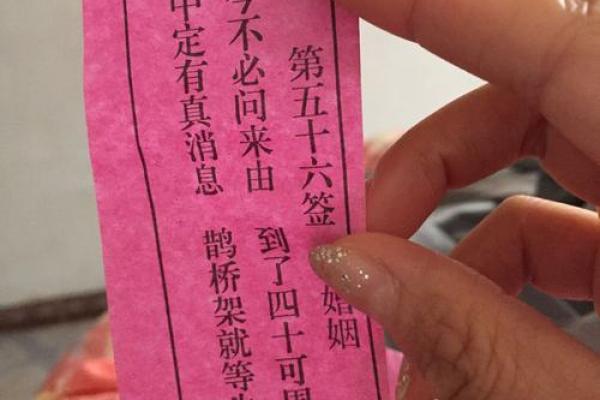 第五十六签 婚姻
今不必问来由 到了四十可
中定有真消息 鹊桥架就等